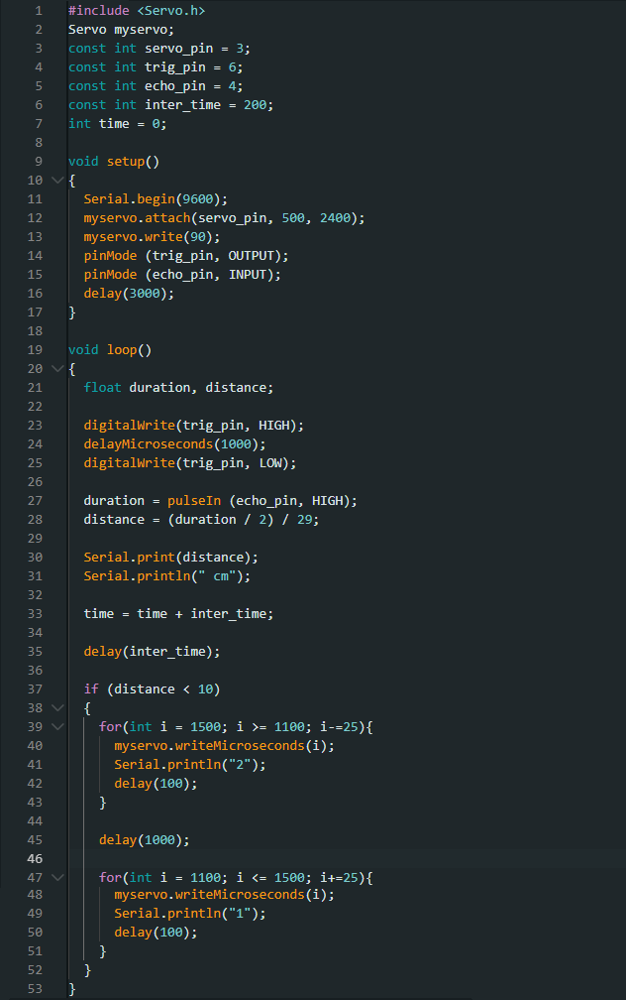 1 #include <Servo.h>
2 Servo myservo;
3 const int servo_pin = 3;
4 const int trig_pin = 6;
5 const int echo_pin = 4;
6 const int inter_time = 200;
7 int time = 0;
8
9 void setup()
10 {
11   Serial.begin(9600);
12   myservo.attach(servo_pin, 500, 2400);
13   myservo.write(90);
14   pinMode (trig_pin, OUTPUT);
15   pinMode (echo_pin, INPUT);
16   delay(3000);
17 }
18
19 void loop()
20 {
21   float duration, distance;
22
23   digitalWrite(trig_pin, HIGH);
24   delayMicroseconds(1000);
25   digitalWrite(trig_pin, LOW);
26
27   duration = pulseIn (echo_pin, HIGH);
28   distance = (duration / 2) / 29;
29
30   Serial.print(distance);
31   Serial.println(" cm");
32
33   time = time + inter_time;
34
35   delay(inter_time);
36
37   if (distance < 10)
38   {
39     for(int i = 1500; i >= 1100; i-=25){
40       myservo.writeMicroseconds(i);
41       Serial.println("2");
42       delay(100);
43     }
44
45     delay(1000);
46
47     for(int i = 1100; i <= 1500; i+=25){
48       myservo.writeMicroseconds(i);
49       Serial.println("1");
50       delay(100);
51     }
52   }
53 }